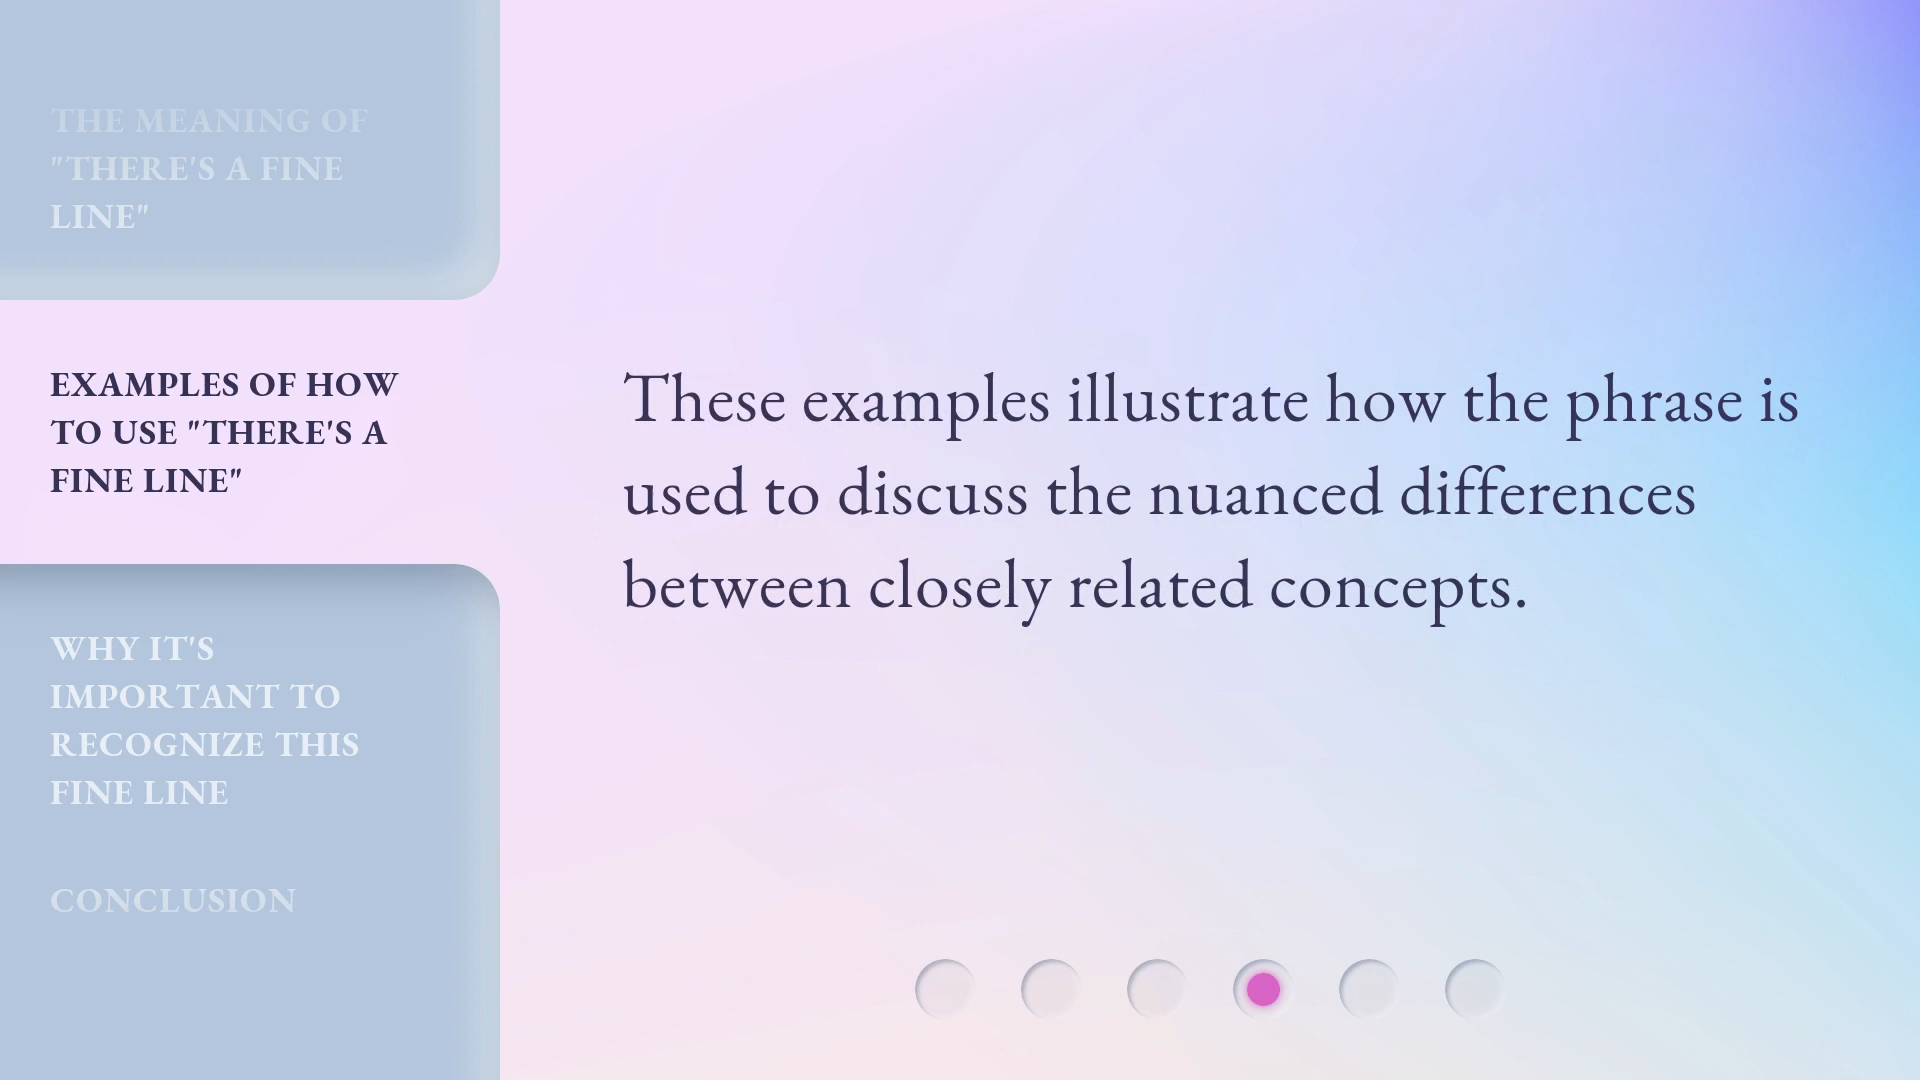 THE MEANING OF
"THERE'S A FINE
LINE"
EXAMPLES OF HOW
TO USE "THERE'S A
FINE LINE"
WHY IT'S
IMPORTANT TO
RECOGNIZE THIS
FINE LINE
CONCLUSION
These examples illustrate how the phrase is
used to discuss the nuanced differences
between closely related concepts.